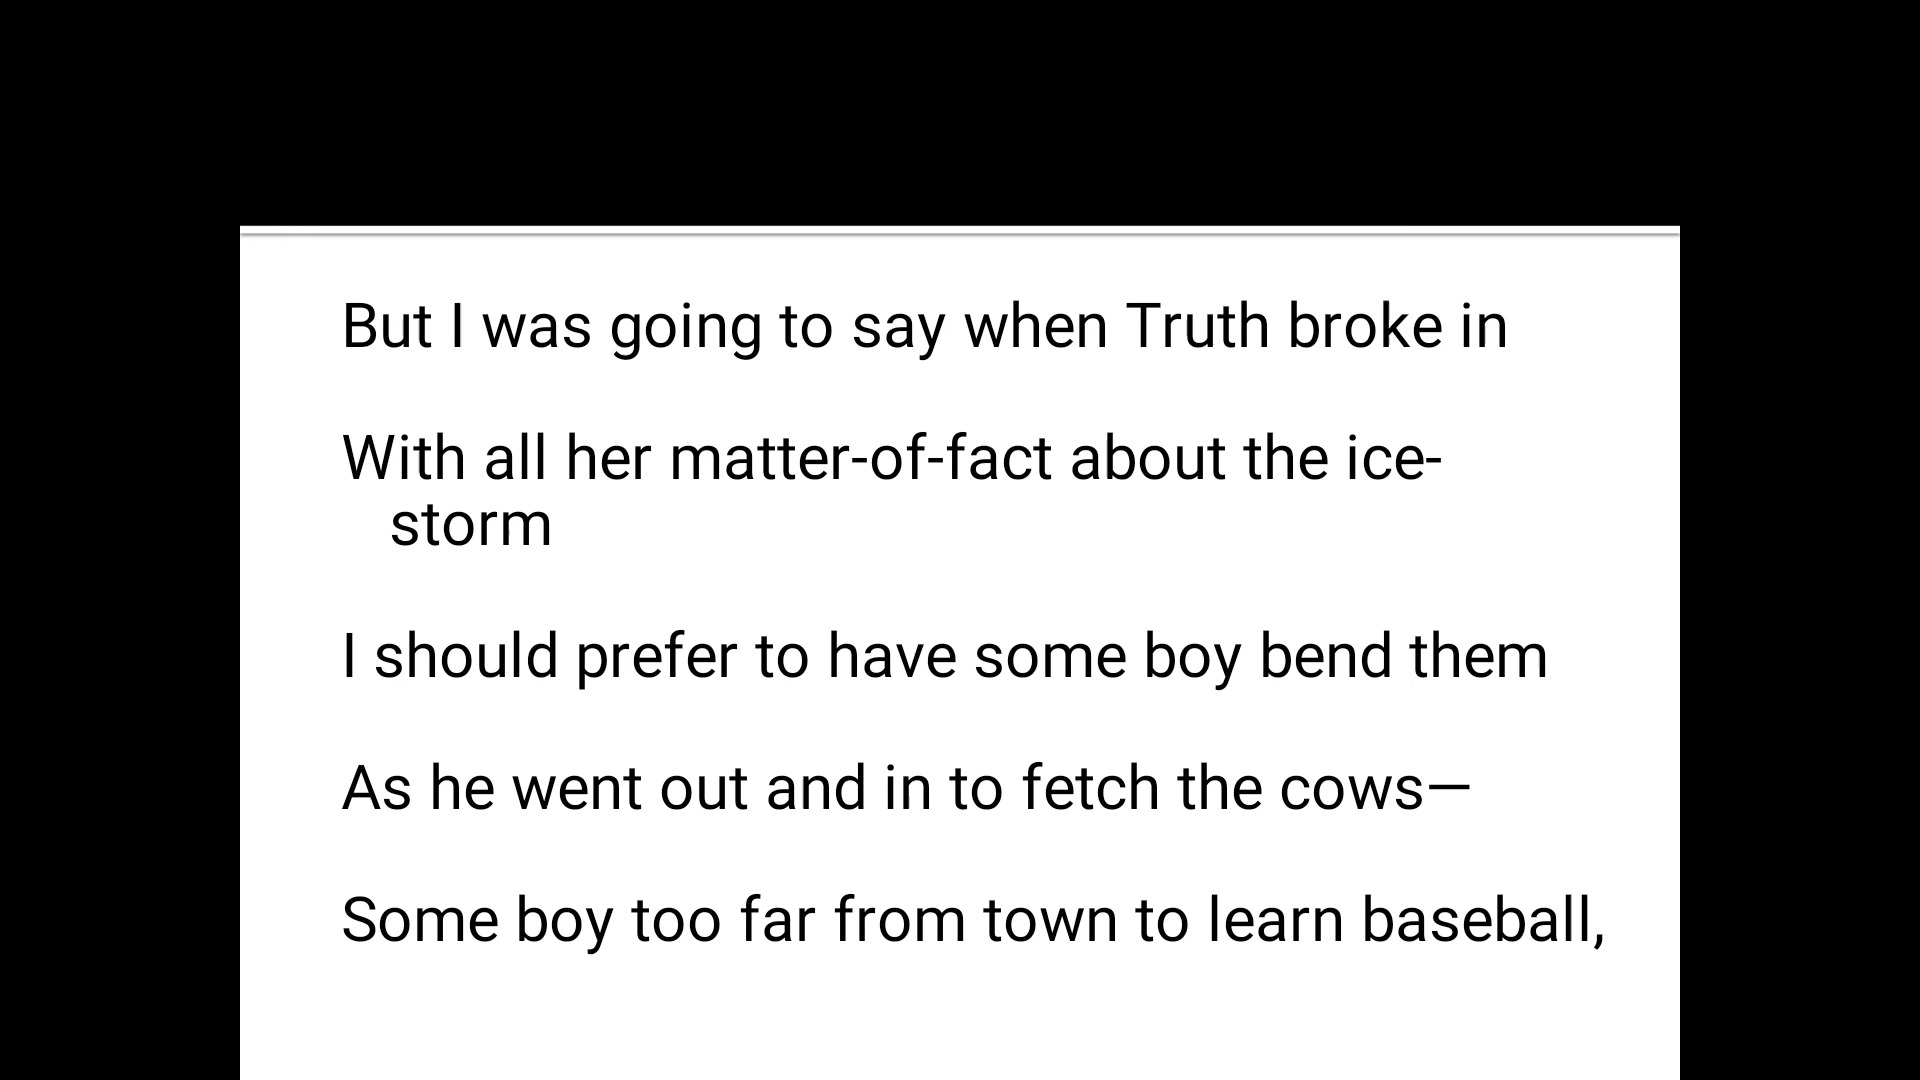 But I was going to say when Truth broke in
With all her matter-of-fact about the ice-
storm
I should prefer to have some boy bend them
As he went out and in to fetch the cows—
Some boy too far from town to learn baseball,